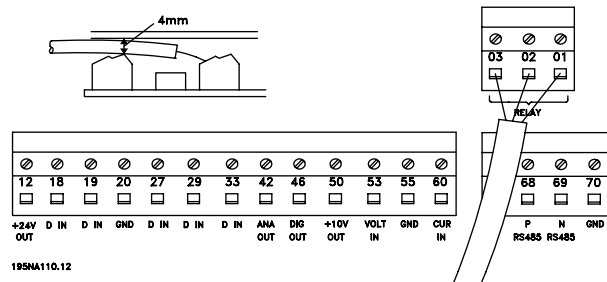 4mm
03 02 01
RELAY
12 18 19 20 27 29 33 42 46 50 53 55 60
68 69 70
+24V OUT D IN D IN GND D IN D IN D IN ANA OUT DIG OUT +10V OUT VOLT IN GND CUR IN
P RS485 N RS485 GND
195NA110.12